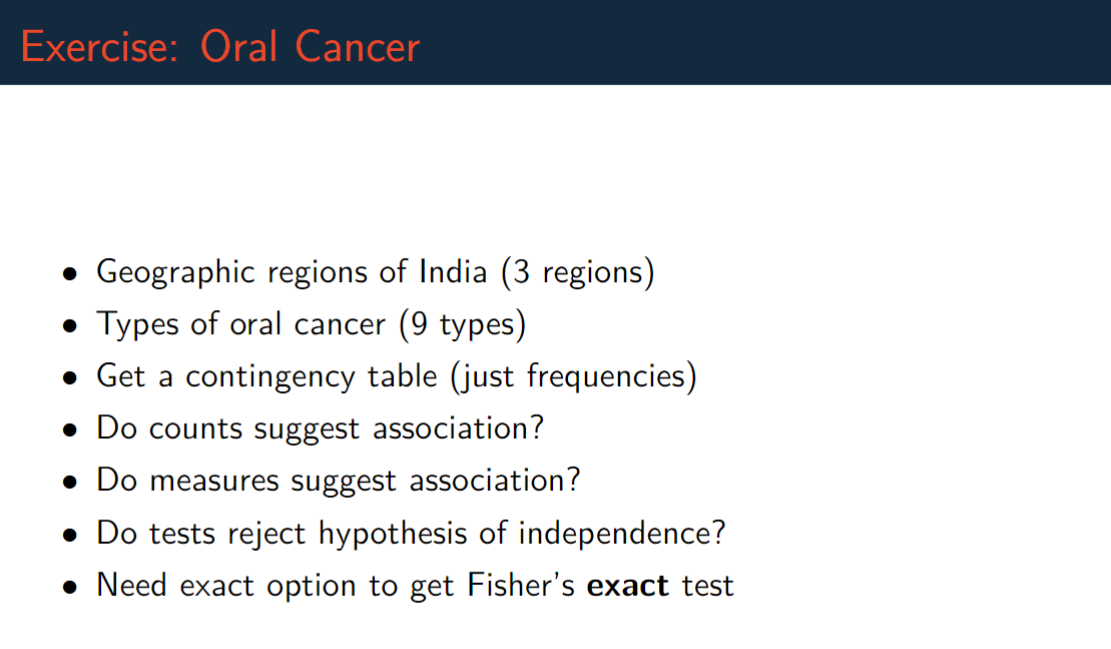 Exercise: Oral Cancer
• Geographic regions of India (3 regions)
• Types of oral cancer (9 types)
• Get a contingency table (just frequencies)
• Do counts suggest association?
• Do measures suggest association?
• Do tests reject hypothesis of independence?
• Need exact option to get Fisher's exact test